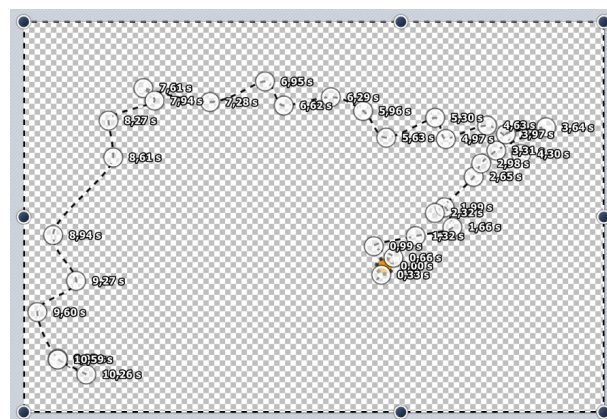 6,95 s
7,61 s
6,29 s
7,94 s
7,28 s
6,62 s
5,96 s
8,27 s
5,30 s
4,63 s
3,97 s
3,64 s
5,63 s
4,97 s
3,31 s
4,30 s
8,61 s
2,98 s
2,65 s
1,99 s
2,32 s
1,66 s
8,94 s
1,32 s
0,99 s
0,66 s
0,00 s
0,33 s
9,27 s
9,60 s
10,59 s
10,26 s